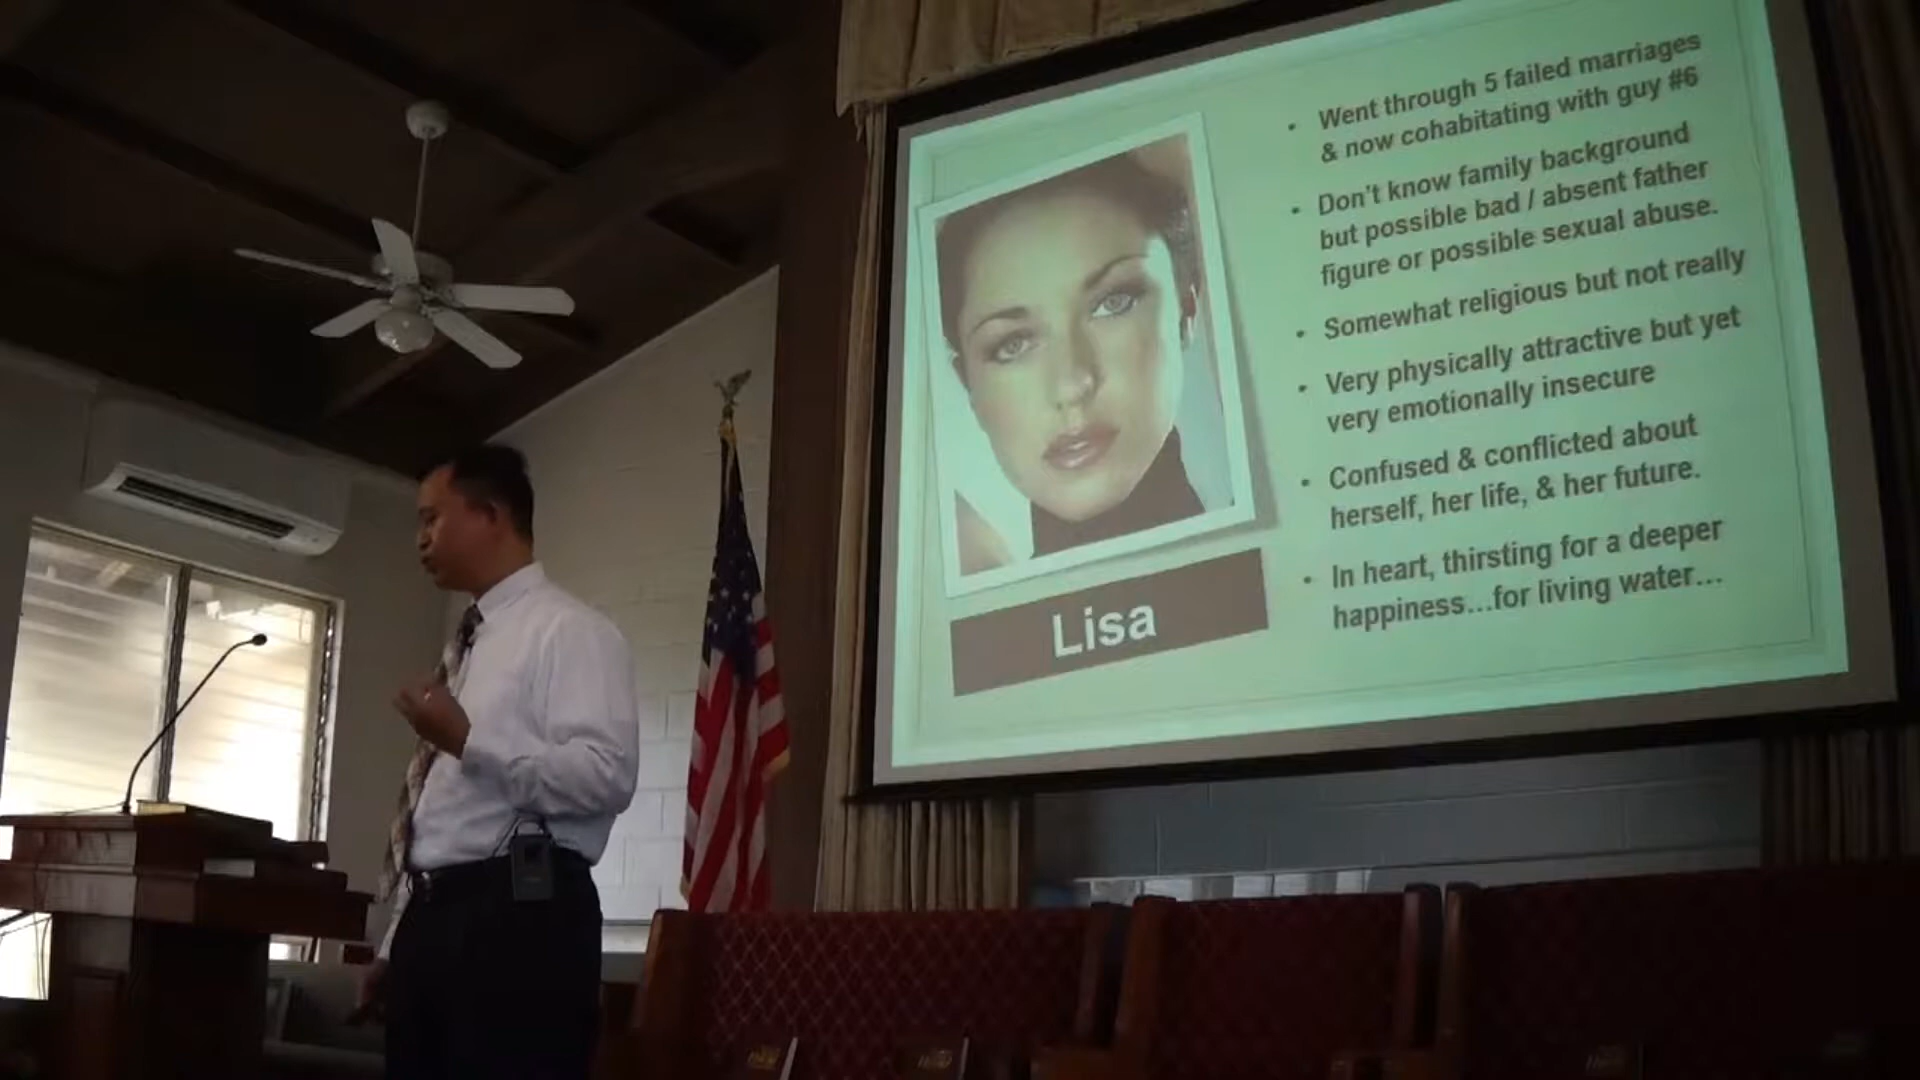 • Went through 5 failed marriages
& now cohabitating with guy #6
• Don't know family background
but possible bad / absent father
figure or possible sexual abuse.
• Somewhat religious but not really
• Very physically attractive but yet
very emotionally insecure
• Confused & conflicted about
herself, her life, & her future.
• In heart, thirsting for a deeper
happiness...for living water...
Lisa